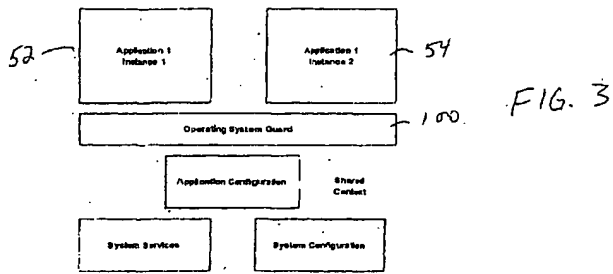 52
Application 1
Instance 1
Application 1
Instance 2
54
FIG. 3
Operating System Guard
100
Application Configuration
Shared
Context
System Services
System Configuration